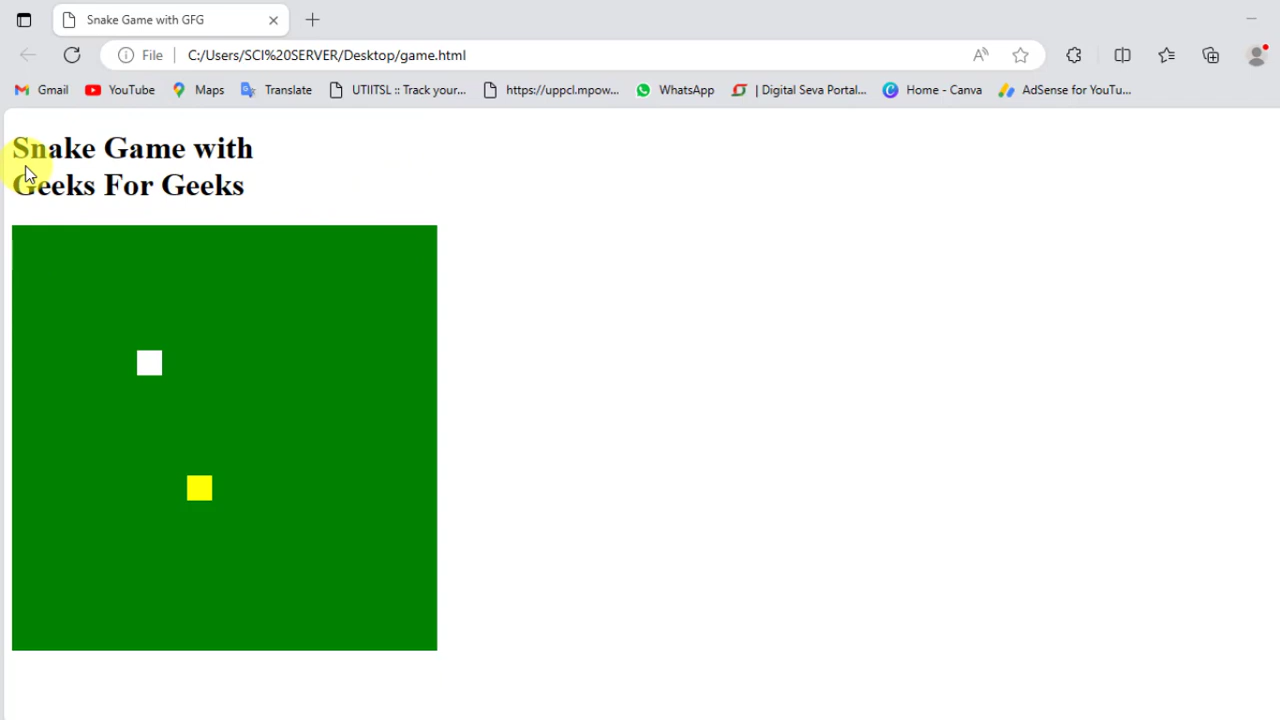 Snake Game with GFG
File C:/Users/SCI%20SERVER/Desktop/game.html
Gmail YouTube Maps Translate UTIITSL :: Track your... https://uppcl.mpow... WhatsApp | Digital Seva Portal... Home - Canva AdSense for YouTu...
Snake Game with
Geeks For Geeks